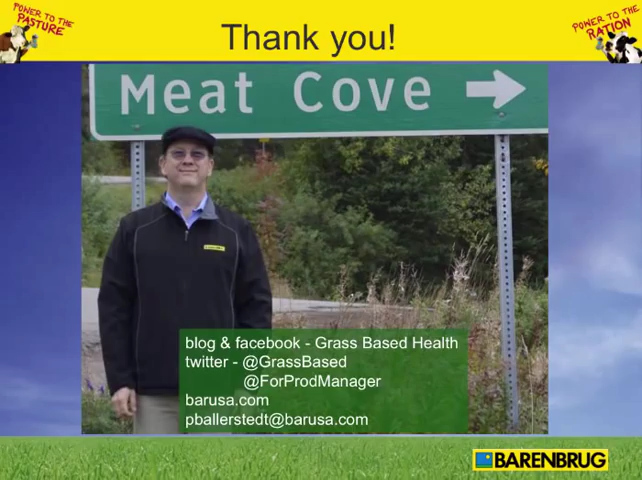 POWER TO THE
PASTURE
Thank you!
POWER TO THE
RATION
Meat Cove
blog & facebook - Grass Based Health
twitter - @GrassBased
@ForProdManager
barusa.com
pballerstedt@barusa.com
BARENBRUG